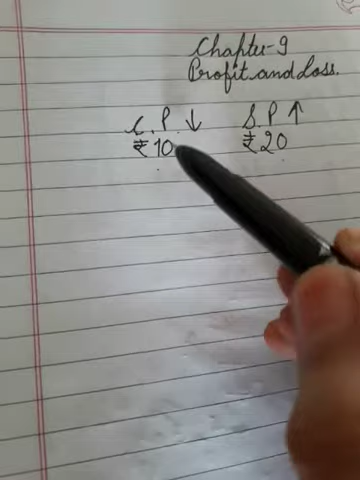 Chapter-9
Profit and Loss.
C.P.↓ S.P↑
₹10 ₹20